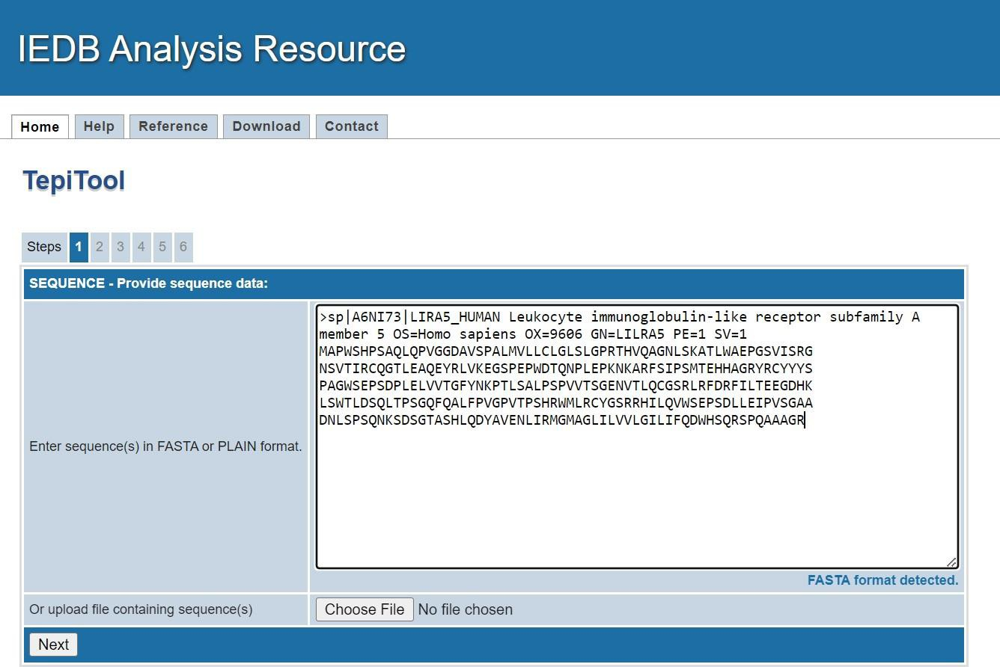 IEDB Analysis Resource
Home Help Reference Download Contact
TepiTool
Steps 1 2 3 4 5 6
SEQUENCE - Provide sequence data:
>sp|A6NI73|LIRA5_HUMAN Leukocyte immunoglobulin-like receptor subfamily A
member 5 OS=Homo sapiens OX=9606 GN=LILRA5 PE=1 SV=1
MAPWSHPSAQLQPVGGDAVSPALMVLLCLGLSLGPRTHVQAGNLSKATLWAEPGSVISRG
NSVTIRCQGTLEAQEYRLVKEGSPEPWDTQNPLEPKNKARFSIPSMTEHHAGRYRCYYYS
PAGWSEPSDPLELVVTGFYNKPTLSALPSPVVTSGENVTLQCGSRLRFDRFILTEEGDHK
LSWTLDSQLTPSGQFQALFPVGPVTPSHRWMLRCYGSRRHILQVWSEPSDLLEIPVSGAA
DNLSPSQNKSDSGTASHLQDYAVENLIRMGMAGLILVVLGILIFQDWHSQRSPQAAAGR
Enter sequence(s) in FASTA or PLAIN format.
FASTA format detected.
Or upload file containing sequence(s) Choose File No file chosen
Next